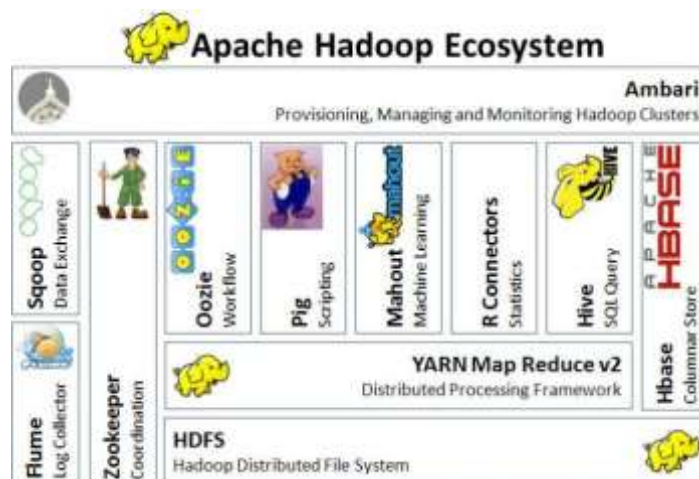 Apache Hadoop Ecosystem
Ambari
Provisioning, Managing and Monitoring Hadoop Clusters
Sqoop
Data Exchange
Flume
Log Collector
Zookeeper
Coordination
OOZIE
Oozie
Workflow
Pig
Scripting
mahout
Mahout
Machine Learning
R Connectors
Statistics
HIVE
Hive
SQL Query
APACHE
HBASE
Hbase
Columnar Store
YARN Map Reduce v2
Distributed Processing Framework
HDFS
Hadoop Distributed File System